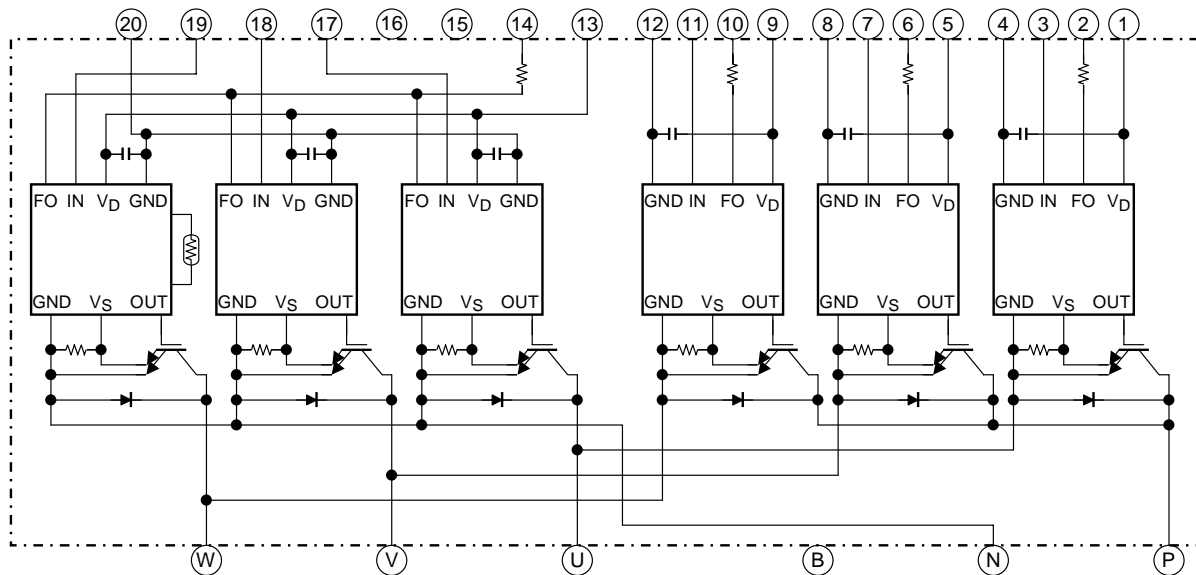 20 19 18 17 16 15 14 13 12 11 10 9 8 7 6 5 4 3 2 1
FO IN VD GND FO IN VD GND FO IN VD GND GND IN FO VD GND IN FO VD GND IN FO VD
GND VS OUT GND VS OUT GND VS OUT GND VS OUT GND VS OUT GND VS OUT
W V U B N P